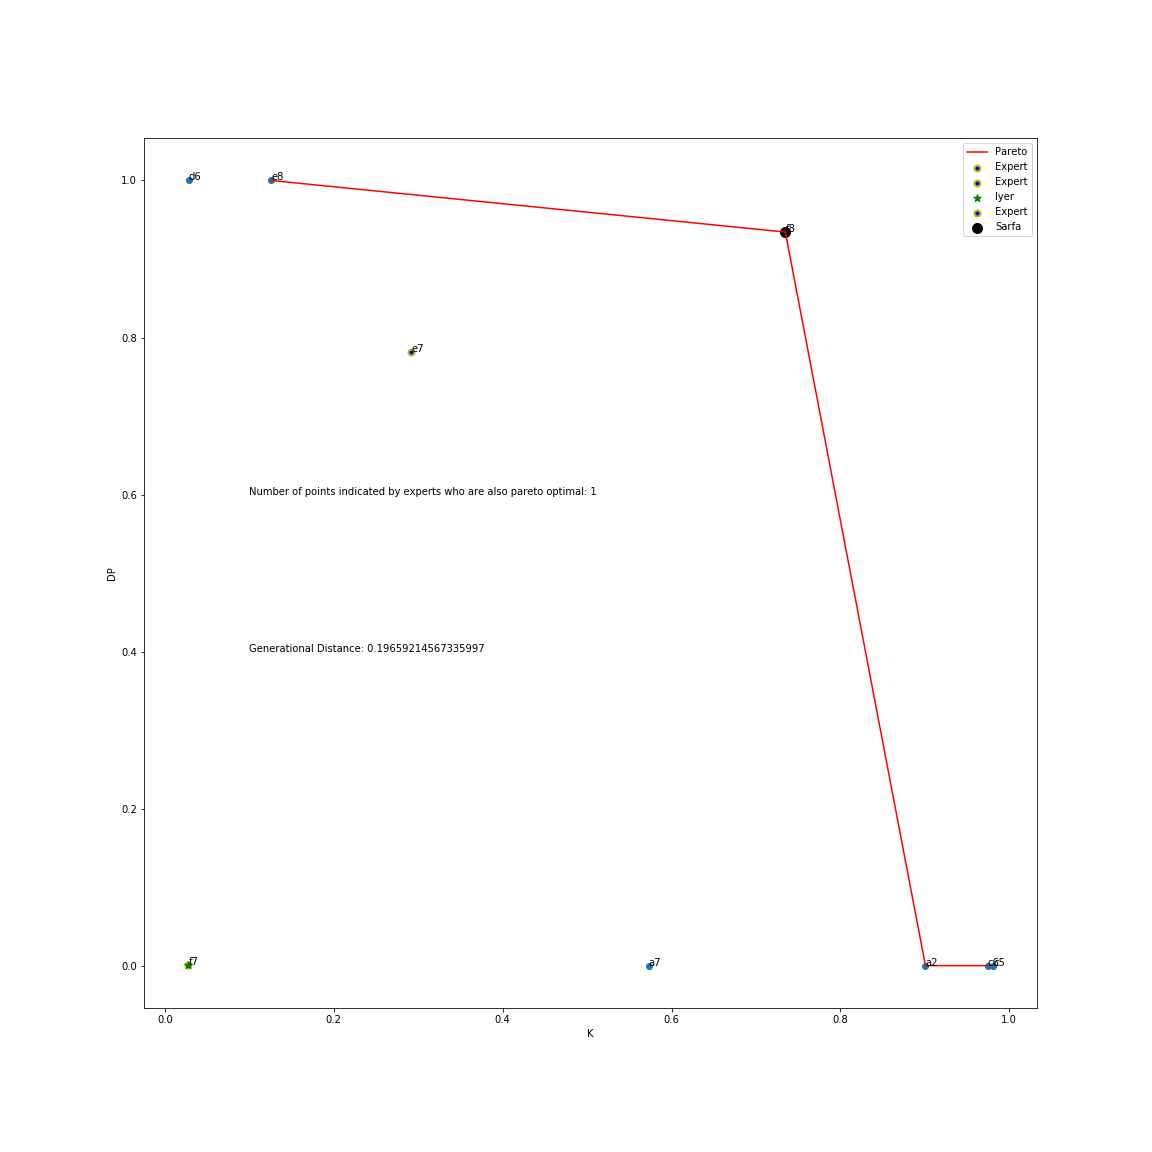 Pareto
Expert
Expert
Iyer
Expert
Sarfa
1.0
0.8
0.6
0.4
0.2
0.0
DP
d6
e8
f3
e7
Number of points indicated by experts who are also pareto optimal: 1
Generational Distance: 0.19659214567335997
f7
a7
a2
c5
0.0
0.2
0.4
0.6
0.8
1.0
K